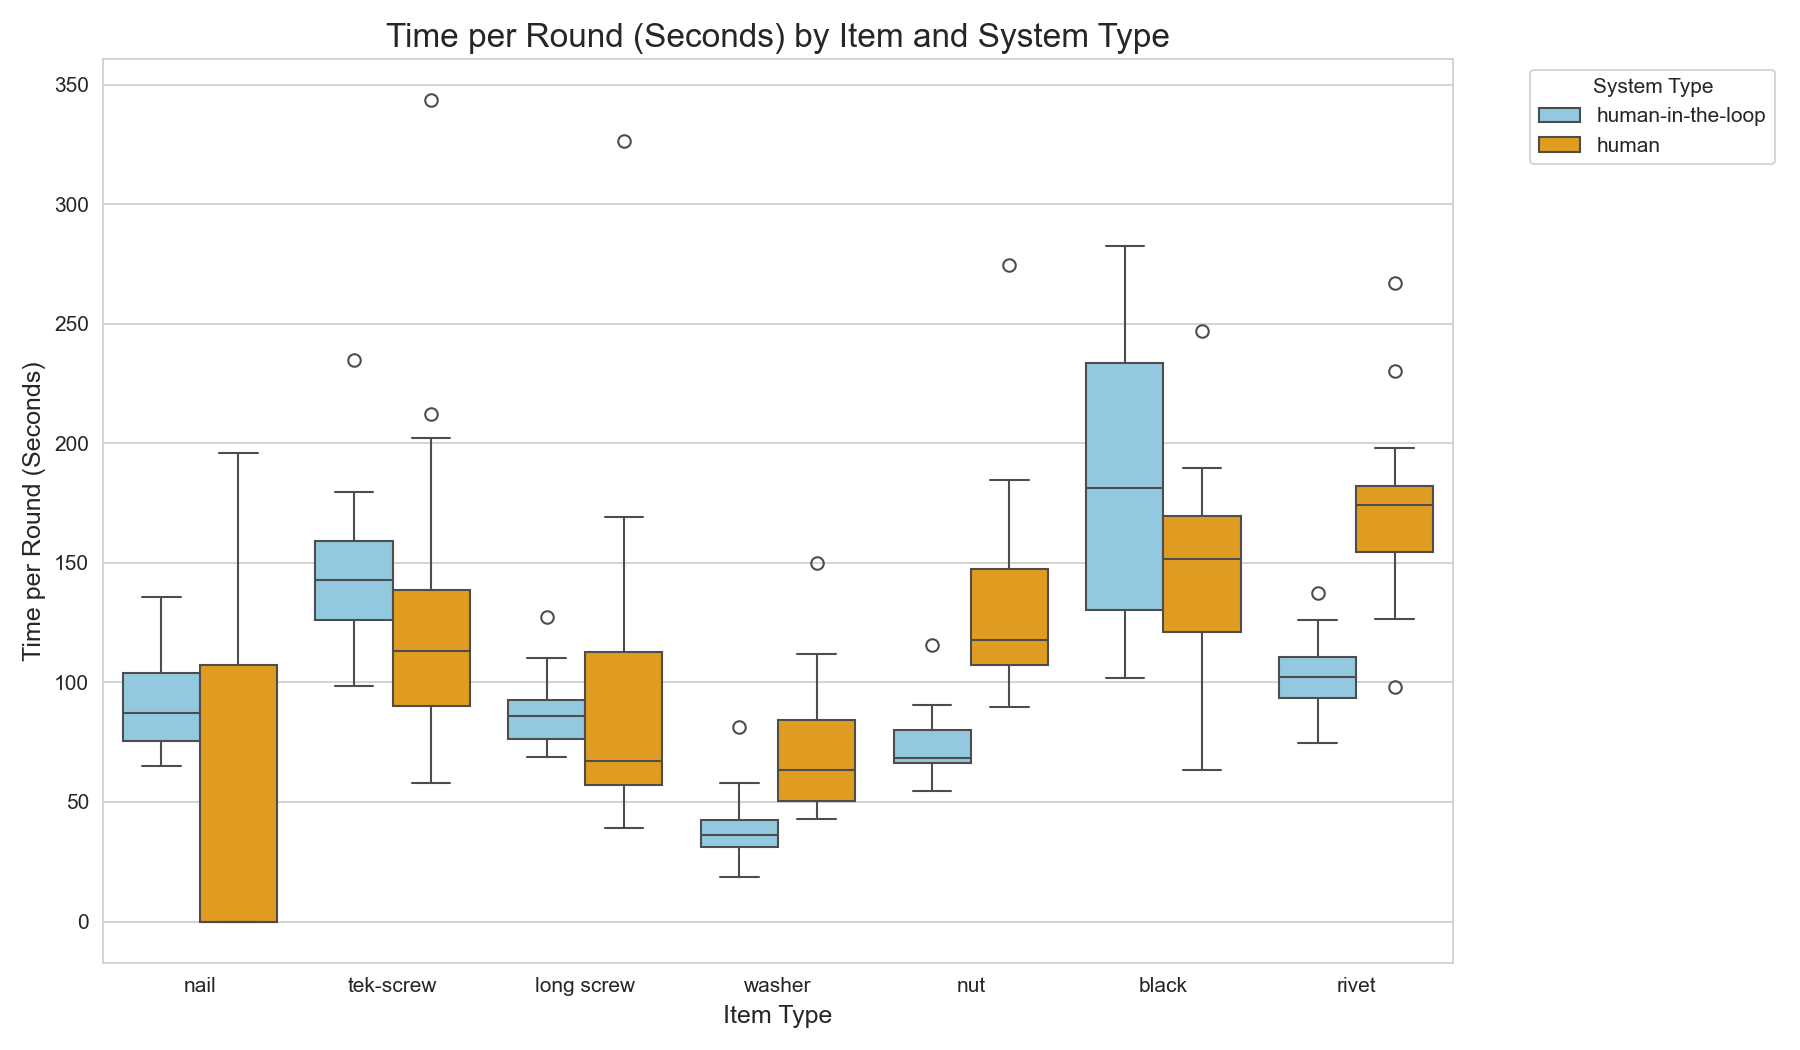 Time per Round (Seconds) by Item and System Type
System Type
human-in-the-loop
human
350
300
250
200
150
100
50
0
Time per Round (Seconds)
nail
tek-screw
long screw
washer
nut
black
rivet
Item Type